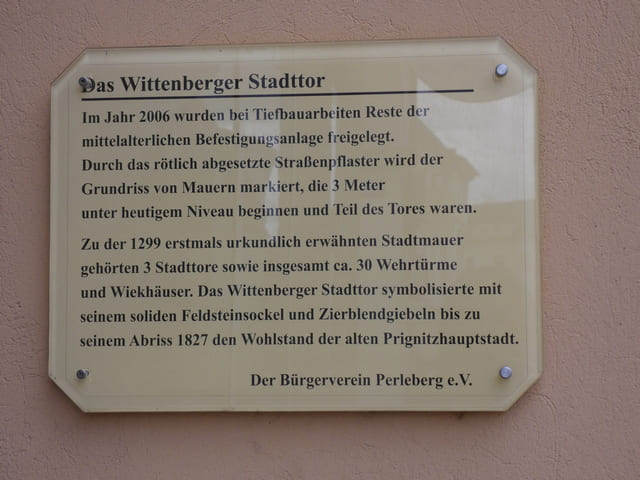 Das Wittenberger Stadttor
Im Jahr 2006 wurden bei Tiefbauarbeiten Reste der
mittelalterlichen Befestigungsanlage freigelegt.
Durch das rötlich abgesetzte Straßenpflaster wird der
Grundriss von Mauern markiert, die 3 Meter
unter heutigem Niveau beginnen und Teil des Tores waren.
Zu der 1299 erstmals urkundlich erwähnten Stadtmauer
gehörten 3 Stadttore sowie insgesamt ca. 30 Wehrtürme
und Wiekhäuser. Das Wittenberger Stadttor symbolisierte mit
seinem soliden Feldsteinsockel und Zierblendgiebeln bis zu
seinem Abriss 1827 den Wohlstand der alten Prignitzhauptstadt.
Der Bürgerverein Perleberg e.V.